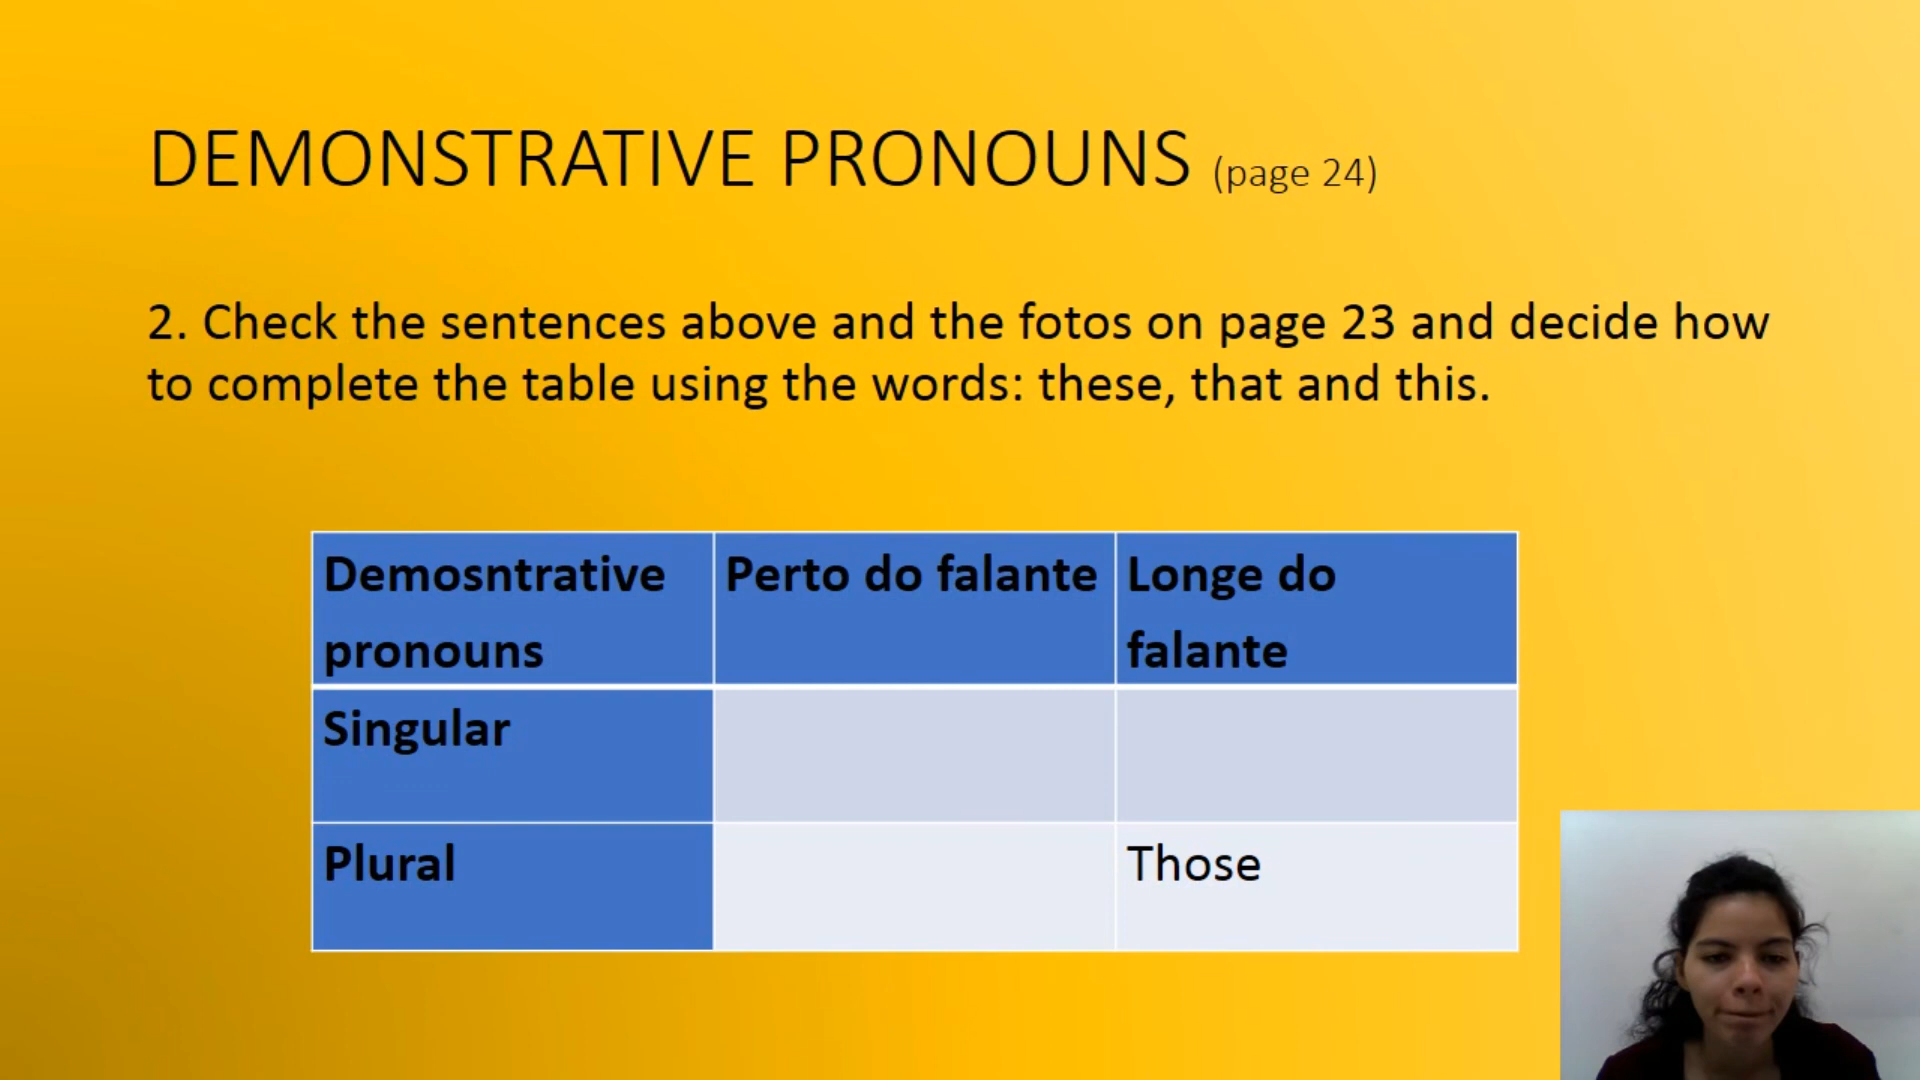 DEMONSTRATIVE PRONOUNS (page 24)
2. Check the sentences above and the fotos on page 23 and decide how
to complete the table using the words: these, that and this.
Demosntrative
pronouns
Perto do falante
Longe do
falante
Singular
Plural
Those